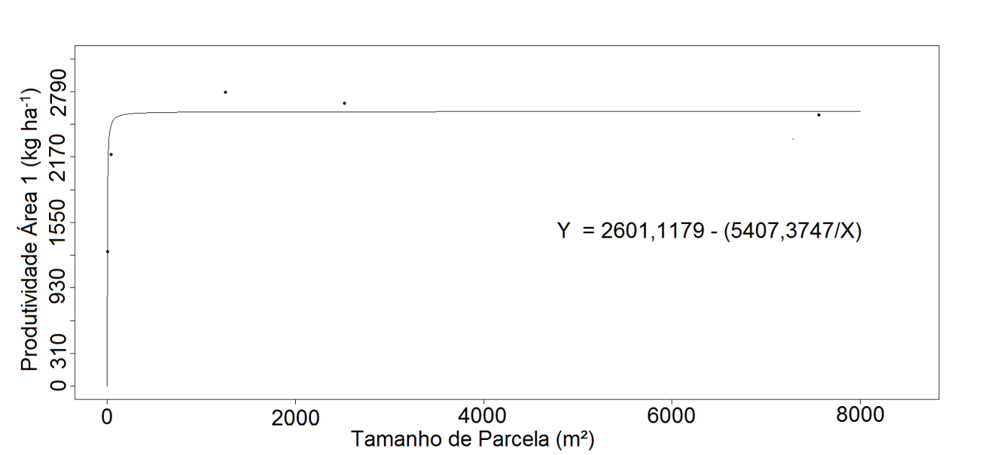 Produtividade Área 1 (kg ha⁻¹)
2790
2170
1550
930
310
0
Y = 2601,1179 - (5407,3747/X)
0 2000 4000 6000 8000
Tamanho de Parcela (m²)